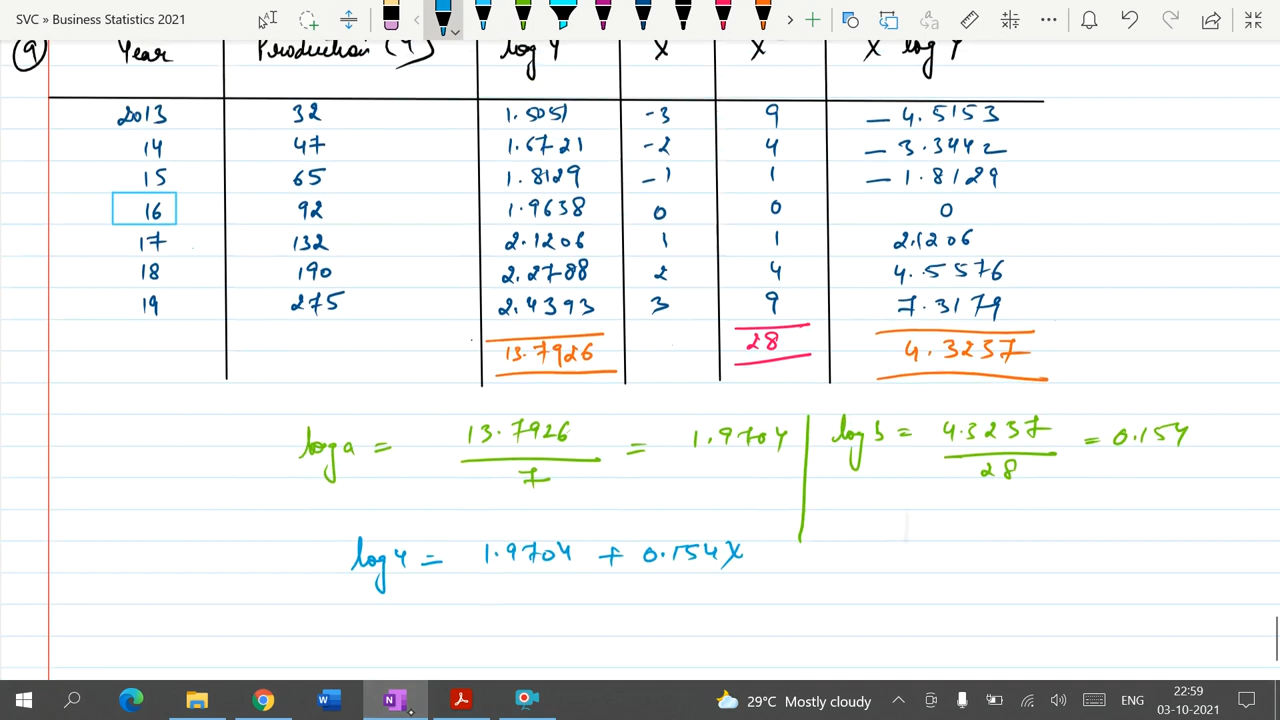 SVC » Business Statistics 2021
(9) Year Production (Y) log Y X X X log Y
2013 32 1.5051 -3 9 - 4.5153
14 47 1.6721 -2 4 - 3.3442
15 65 1.8129 -1 1 - 1.8129
16 92 1.9638 0 0 0
17 132 2.1206 1 1 2.1206
18 190 2.2788 2 4 4.5576
19 275 2.4393 3 9 7.3179
13.7926 28 4.3237
log a = 13.7926 / 7 = 1.9704 log b = 4.3237 / 28 = 0.154
log Y = 1.9704 + 0.154X
29°C Mostly cloudy ENG 22:59
03-10-2021